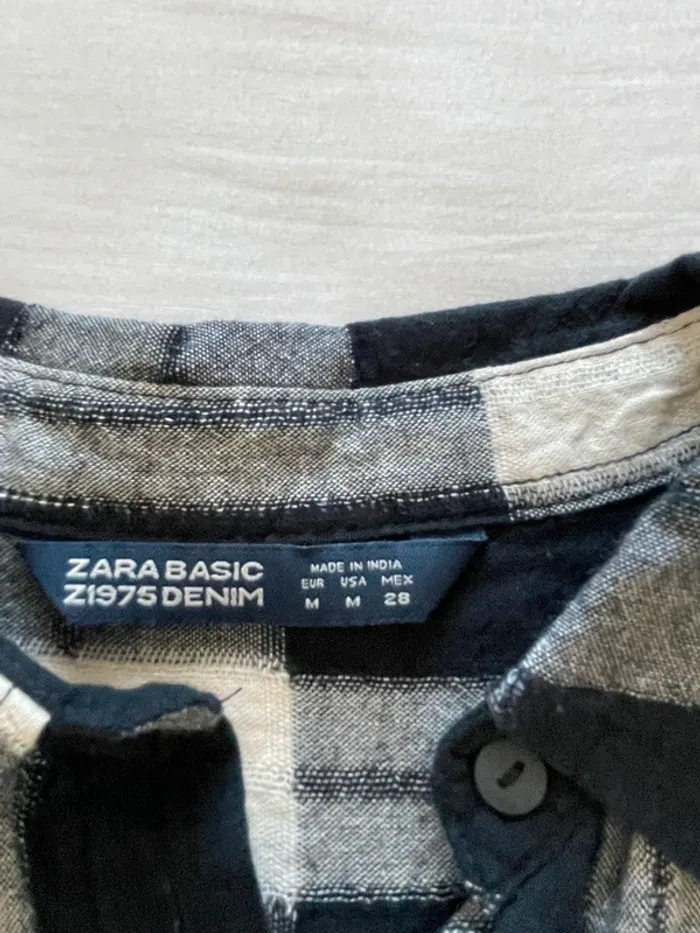 ZARA BASIC
Z1975 DENIM
MADE IN INDIA
EUR USA MEX
M M 28